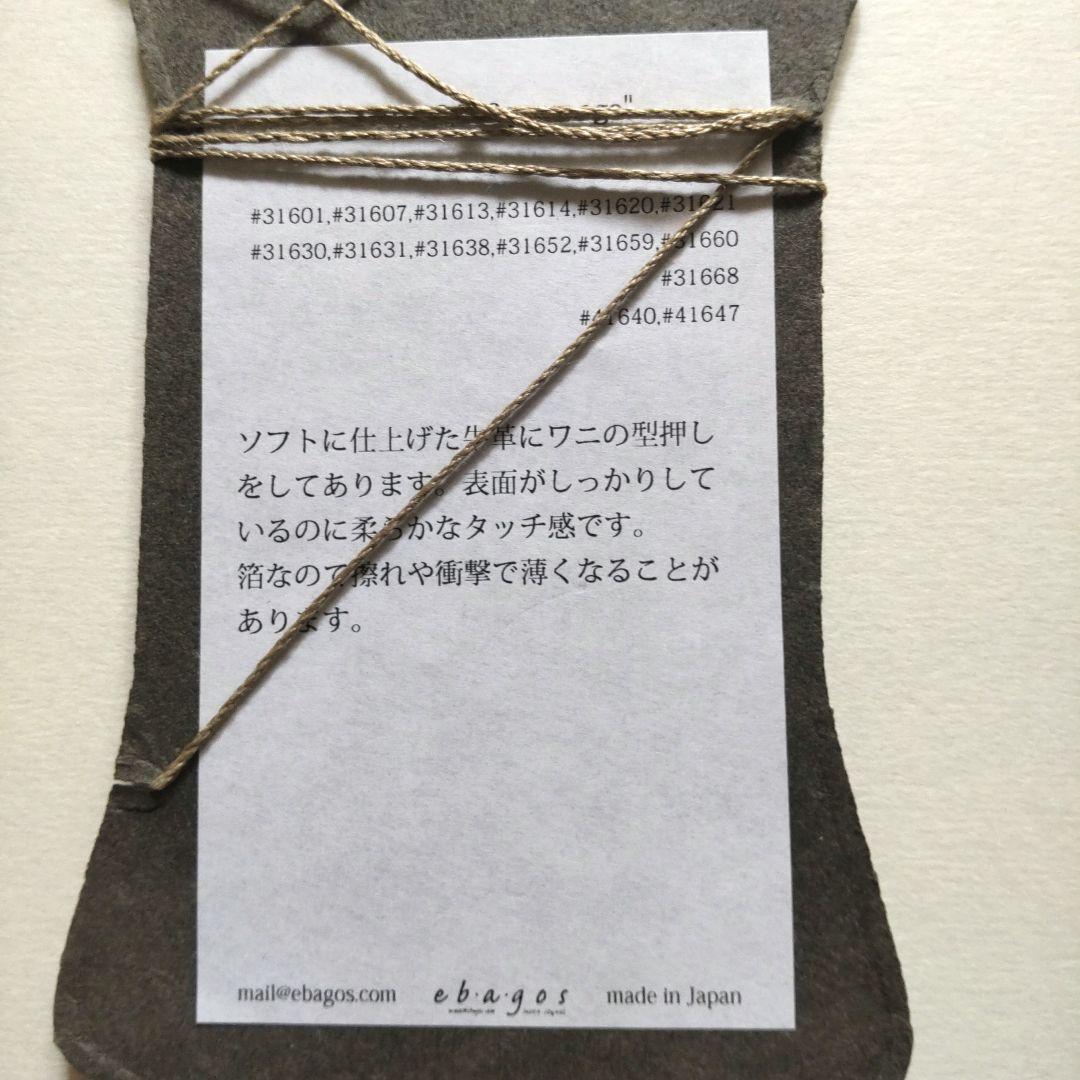 #31601,#31607,#31613,#31614,#31620,#31621
#31630,#31631,#31638,#31652,#31659,#31660
#31668
#41640,#41647
ソフトに仕上げた牛革にワニの型押し
をしてあります。表面がしっかりして
いるのに柔らかなタッチ感です。
箔なので擦れや衝撃で薄くなることが
あります。
mail@ebagos.com e・b・a・g・o・s made in Japan